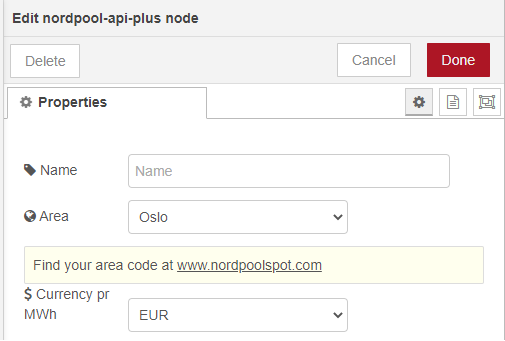 Edit nordpool-api-plus node
Delete
Cancel
Done
Properties
Name
Name
Area
Oslo
Find your area code at www.nordpoolspot.com
$ Currency pr
MWh
EUR